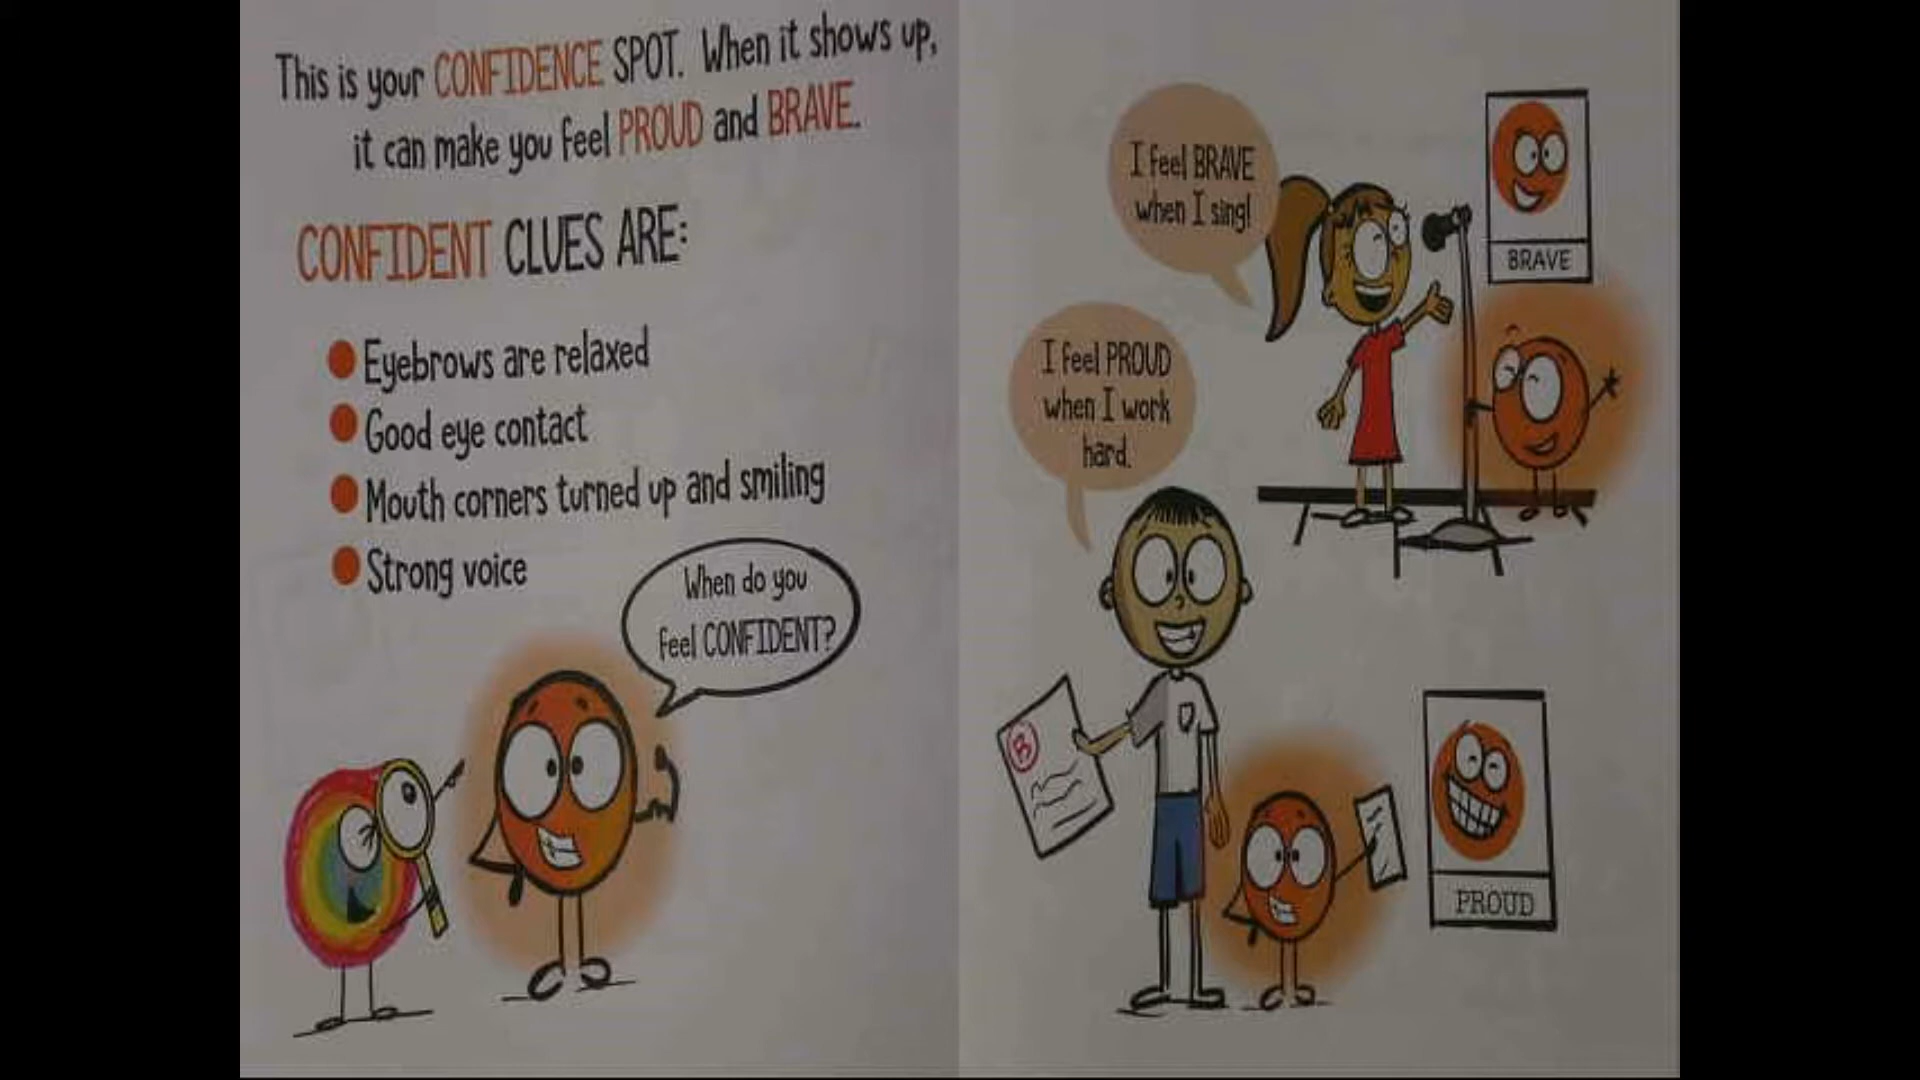 This is your CONFIDENCE SPOT. When it shows up,
it can make you feel PROUD and BRAVE.
CONFIDENT CLUES ARE:
Eyebrows are relaxed
Good eye contact
Mouth corners turned up and smiling
Strong voice
When do you
feel CONFIDENT?
I feel BRAVE
when I sing!
BRAVE
I feel PROUD
when I work
hard.
B
PROUD